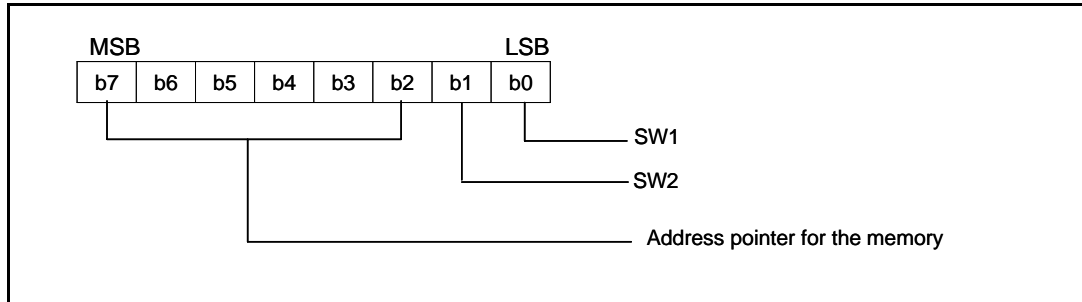 MSB LSB
b7 b6 b5 b4 b3 b2 b1 b0
SW1
SW2
Address pointer for the memory